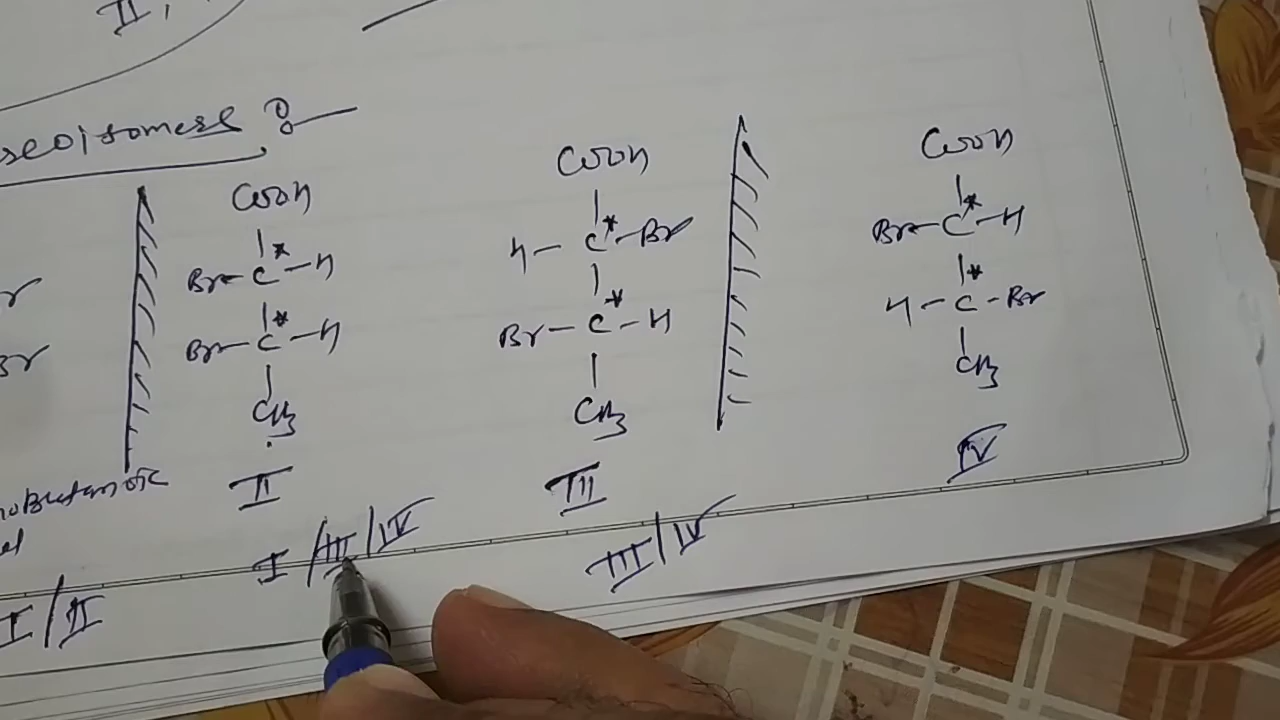 II,
seoisomers :-
COOH COOH COOH
Br-C*-H H-C*-Br Br-C*-H
Br-C*-H Br-C*-H H-C*-Br
CH3 CH3 CH3
II III IV
I/III/IV III/IV
I/II